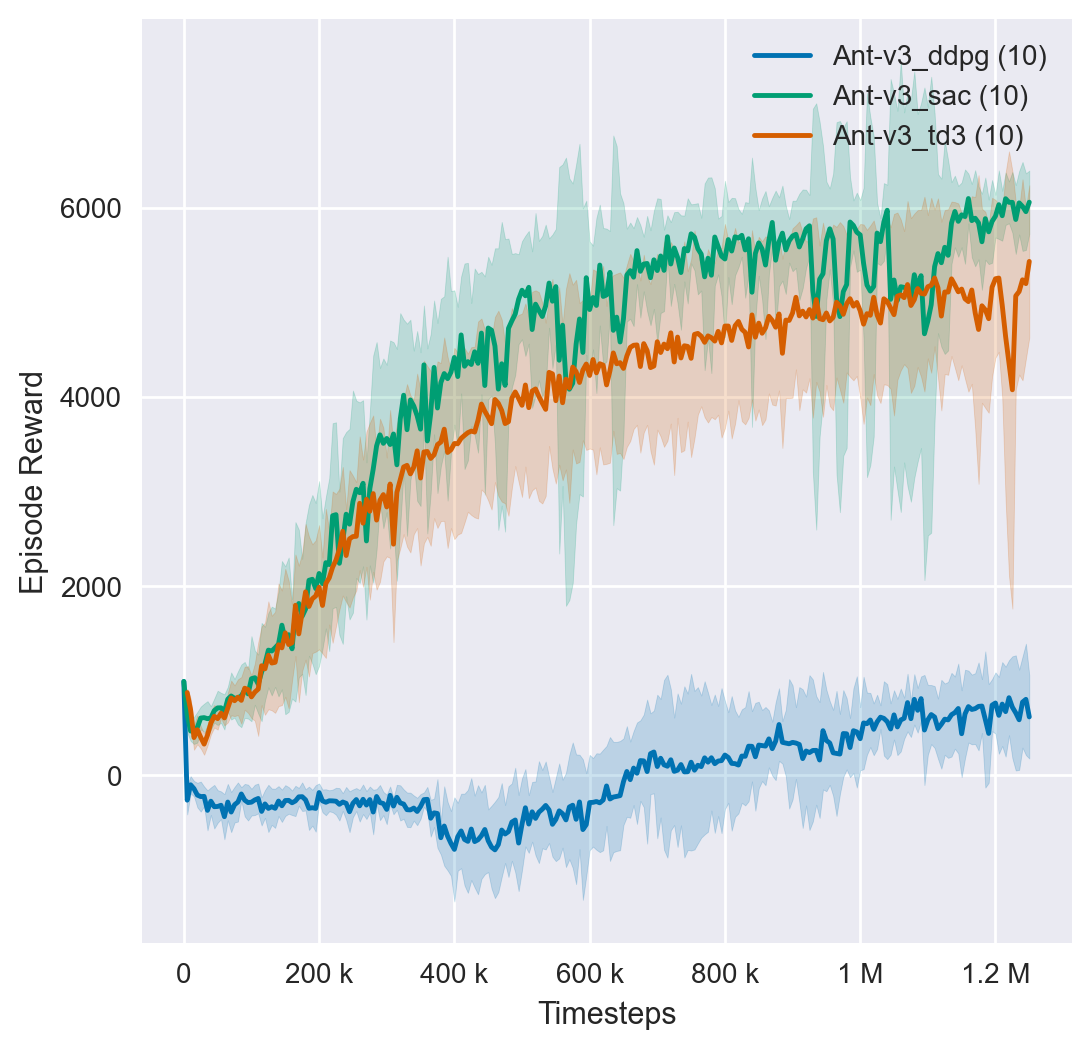 Ant-v3_ddpg (10)
Ant-v3_sac (10)
Ant-v3_td3 (10)
6000
4000
2000
0
Episode Reward
0 200 k 400 k 600 k 800 k 1 M 1.2 M
Timesteps